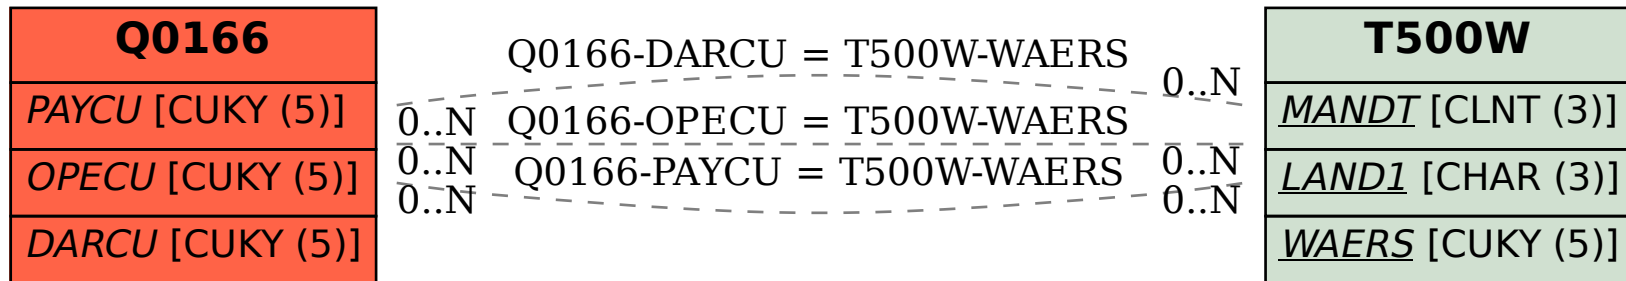 Q0166
PAYCU [CUKY (5)]
OPECU [CUKY (5)]
DARCU [CUKY (5)]
Q0166-DARCU = T500W-WAERS
0..N
0..N
Q0166-OPECU = T500W-WAERS
0..N
0..N
Q0166-PAYCU = T500W-WAERS
0..N
0..N
T500W
MANDT [CLNT (3)]
LAND1 [CHAR (3)]
WAERS [CUKY (5)]